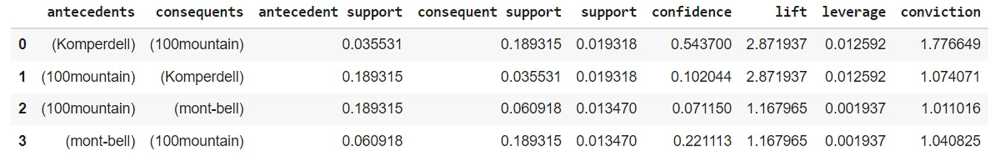 antecedents consequents antecedent support consequent support support confidence lift leverage conviction
0 (Komperdell) (100mountain) 0.035531 0.189315 0.019318 0.543700 2.871937 0.012592 1.776649
1 (100mountain) (Komperdell) 0.189315 0.035531 0.019318 0.102044 2.871937 0.012592 1.074071
2 (100mountain) (mont-bell) 0.189315 0.060918 0.013470 0.071150 1.167965 0.001937 1.011016
3 (mont-bell) (100mountain) 0.060918 0.189315 0.013470 0.221113 1.167965 0.001937 1.040825